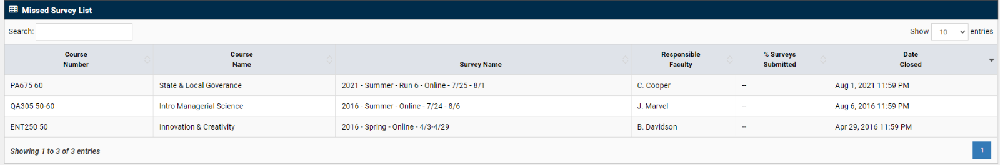 Missed Survey List
Search:
Show 10 entries
Course Number Course Name Survey Name Responsible Faculty % Surveys Submitted Date Closed
PA675 60 State & Local Goverance 2021 - Summer - Run 6 - Online - 7/25 - 8/1 C. Cooper -- Aug 1, 2021 11:59 PM
QA305 50-60 Intro Managerial Science 2016 - Summer - Online - 7/24 - 8/6 J. Marvel -- Aug 6, 2016 11:59 PM
ENT250 50 Innovation & Creativity 2016 - Spring - Online - 4/3-4/29 B. Davidson -- Apr 29, 2016 11:59 PM
Showing 1 to 3 of 3 entries
1